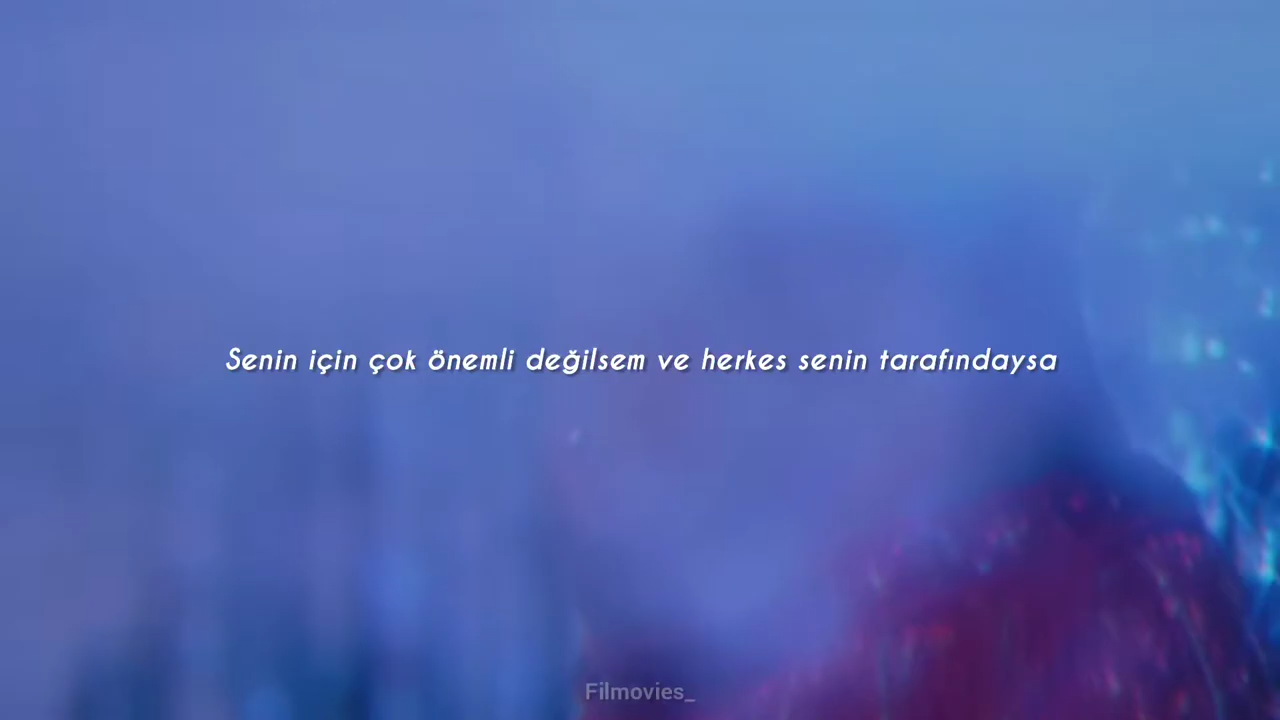 Senin için çok önemli değilsem ve herkes senin tarafındaysa
Filmovies_